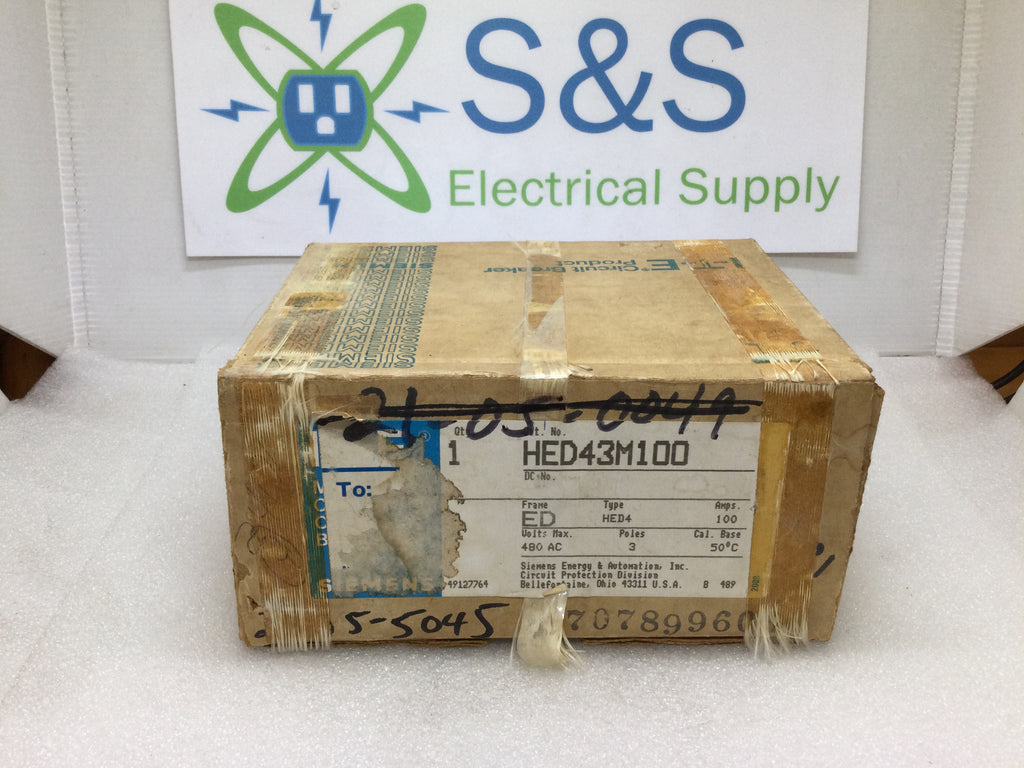 S&S
Electrical Supply
I-T-E
Circuit Breaker
Product
-21-05-0049
1
HED43M100
DC No.
To:
Frame Type Amps.
ED HED4 100
Volts Max. Poles Cal. Base
480 AC 3 50°C
Siemens Energy & Automation, Inc.
Circuit Protection Division
Bellefontaine, Ohio 43311 U.S.A. B 489
SIEMENS
49127764
5-5045
70789960